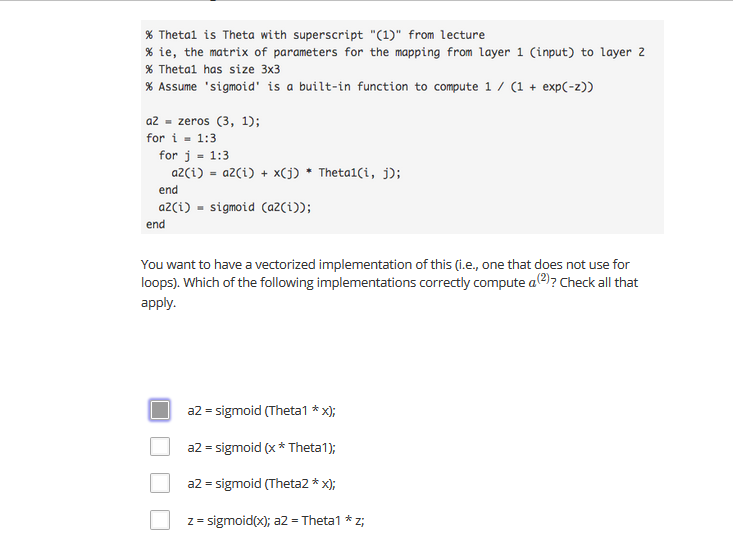 % Theta1 is Theta with superscript "(1)" from lecture
% ie, the matrix of parameters for the mapping from layer 1 (input) to layer 2
% Theta1 has size 3x3
% Assume 'sigmoid' is a built-in function to compute 1 / (1 + exp(-z))
a2 = zeros (3, 1);
for i = 1:3
for j = 1:3
a2(i) = a2(i) + x(j) * Theta1(i, j);
end
a2(i) = sigmoid (a2(i));
end
You want to have a vectorized implementation of this (i.e., one that does not use for
loops). Which of the following implementations correctly compute a⁽²⁾? Check all that
apply.
a2 = sigmoid (Theta1 * x);
a2 = sigmoid (x * Theta1);
a2 = sigmoid (Theta2 * x);
z = sigmoid(x); a2 = Theta1 * z;